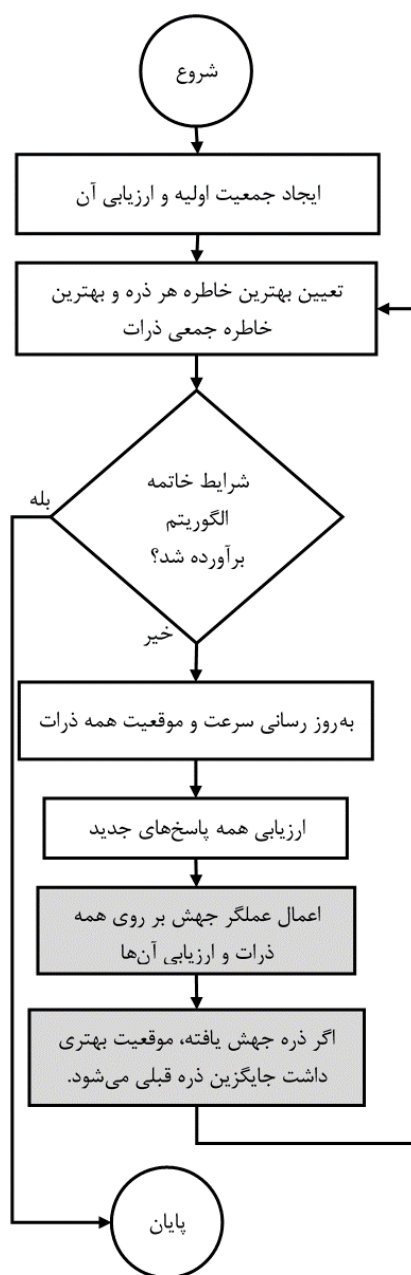 شروع
ایجاد جمعیت اولیه و ارزیابی آن
تعیین بهترین خاطره هر ذره و بهترین
خاطره جمعی ذرات
شرایط خاتمه
الگوریتم
برآورده شد؟
بله
خیر
به‌روز رسانی سرعت و موقعیت همه ذرات
ارزیابی همه پاسخ‌های جدید
اعمال عملگر جهش بر روی همه
ذرات و ارزیابی آن‌ها
اگر ذره جهش یافته، موقعیت بهتری
داشت جایگزین ذره قبلی می‌شود.
پایان